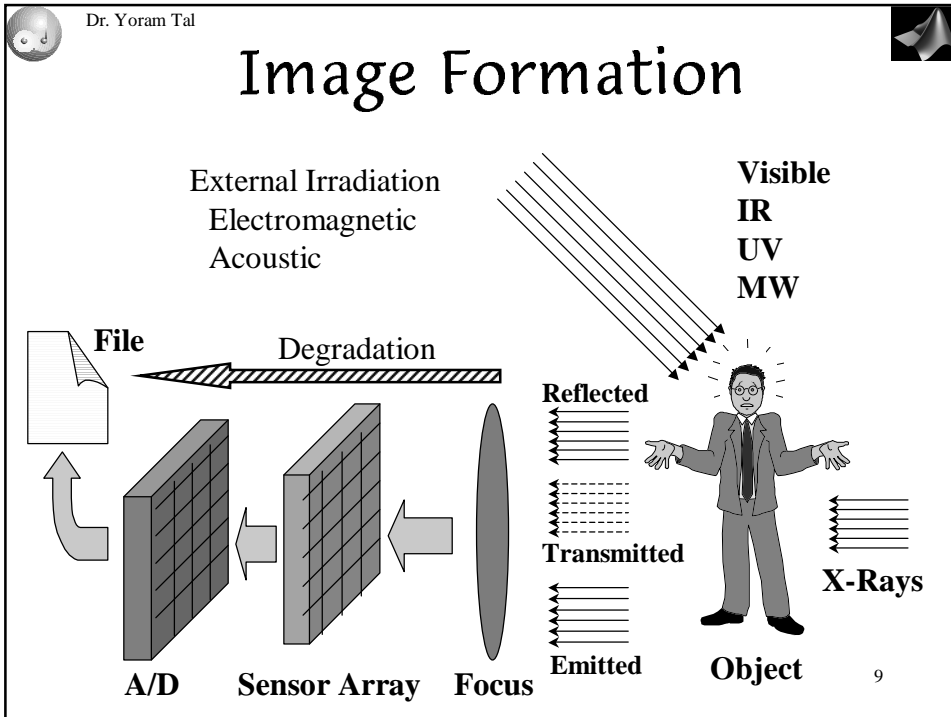 Dr. Yoram Tal
Image Formation
External Irradiation
Electromagnetic
Acoustic
Visible
IR
UV
MW
File
Degradation
Reflected
Transmitted
Emitted
X-Rays
A/D
Sensor Array
Focus
Object
9